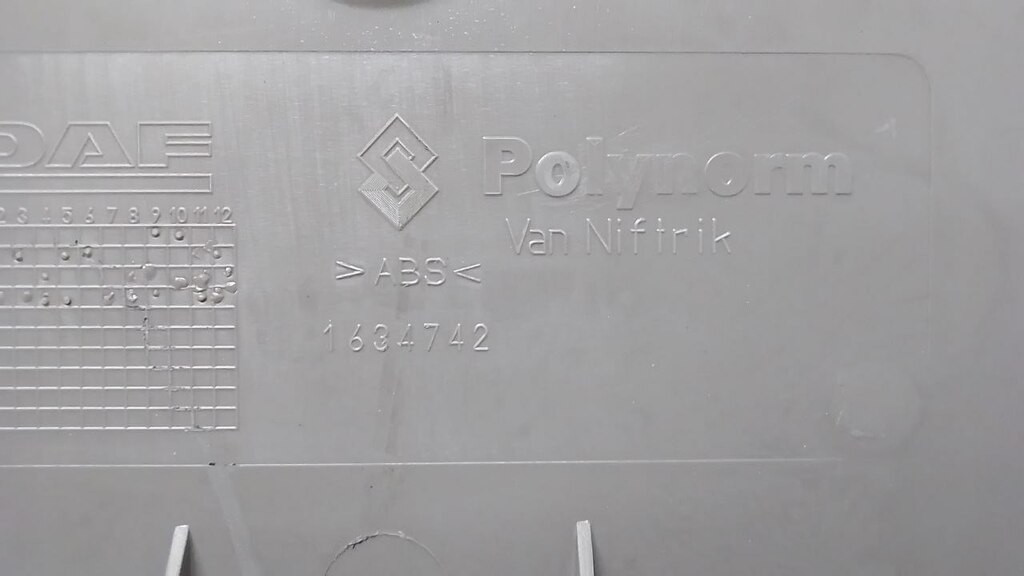 DAF
Polynorm
Van Niftrik
2 3 4 5 6 7 8 9 10 11 12
>ABS<
1634742